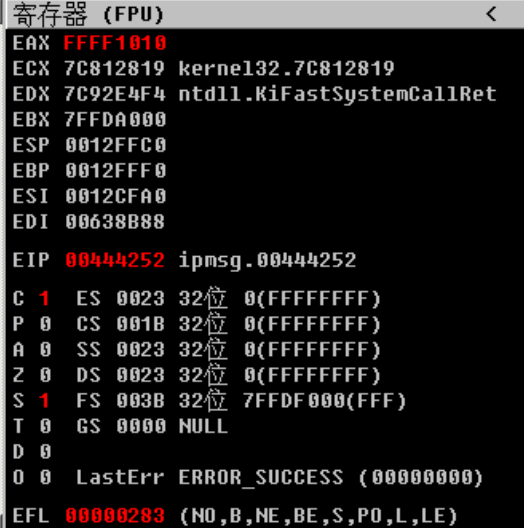 寄存器 (FPU) <
EAX FFFF1010
ECX 7C812819 kernel32.7C812819
EDX 7C92E4F4 ntdll.KiFastSystemCallRet
EBX 7FFDA000
ESP 0012FFC0
EBP 0012FFF0
ESI 0012CFA0
EDI 00638B88
EIP 00444252 ipmsg.00444252
C 1 ES 0023 32位 0(FFFFFFFF)
P 0 CS 001B 32位 0(FFFFFFFF)
A 0 SS 0023 32位 0(FFFFFFFF)
Z 0 DS 0023 32位 0(FFFFFFFF)
S 1 FS 003B 32位 7FFDF000(FFF)
T 0 GS 0000 NULL
D 0
O 0 LastErr ERROR_SUCCESS (00000000)
EFL 00000283 (NO,B,NE,BE,S,PO,L,LE)